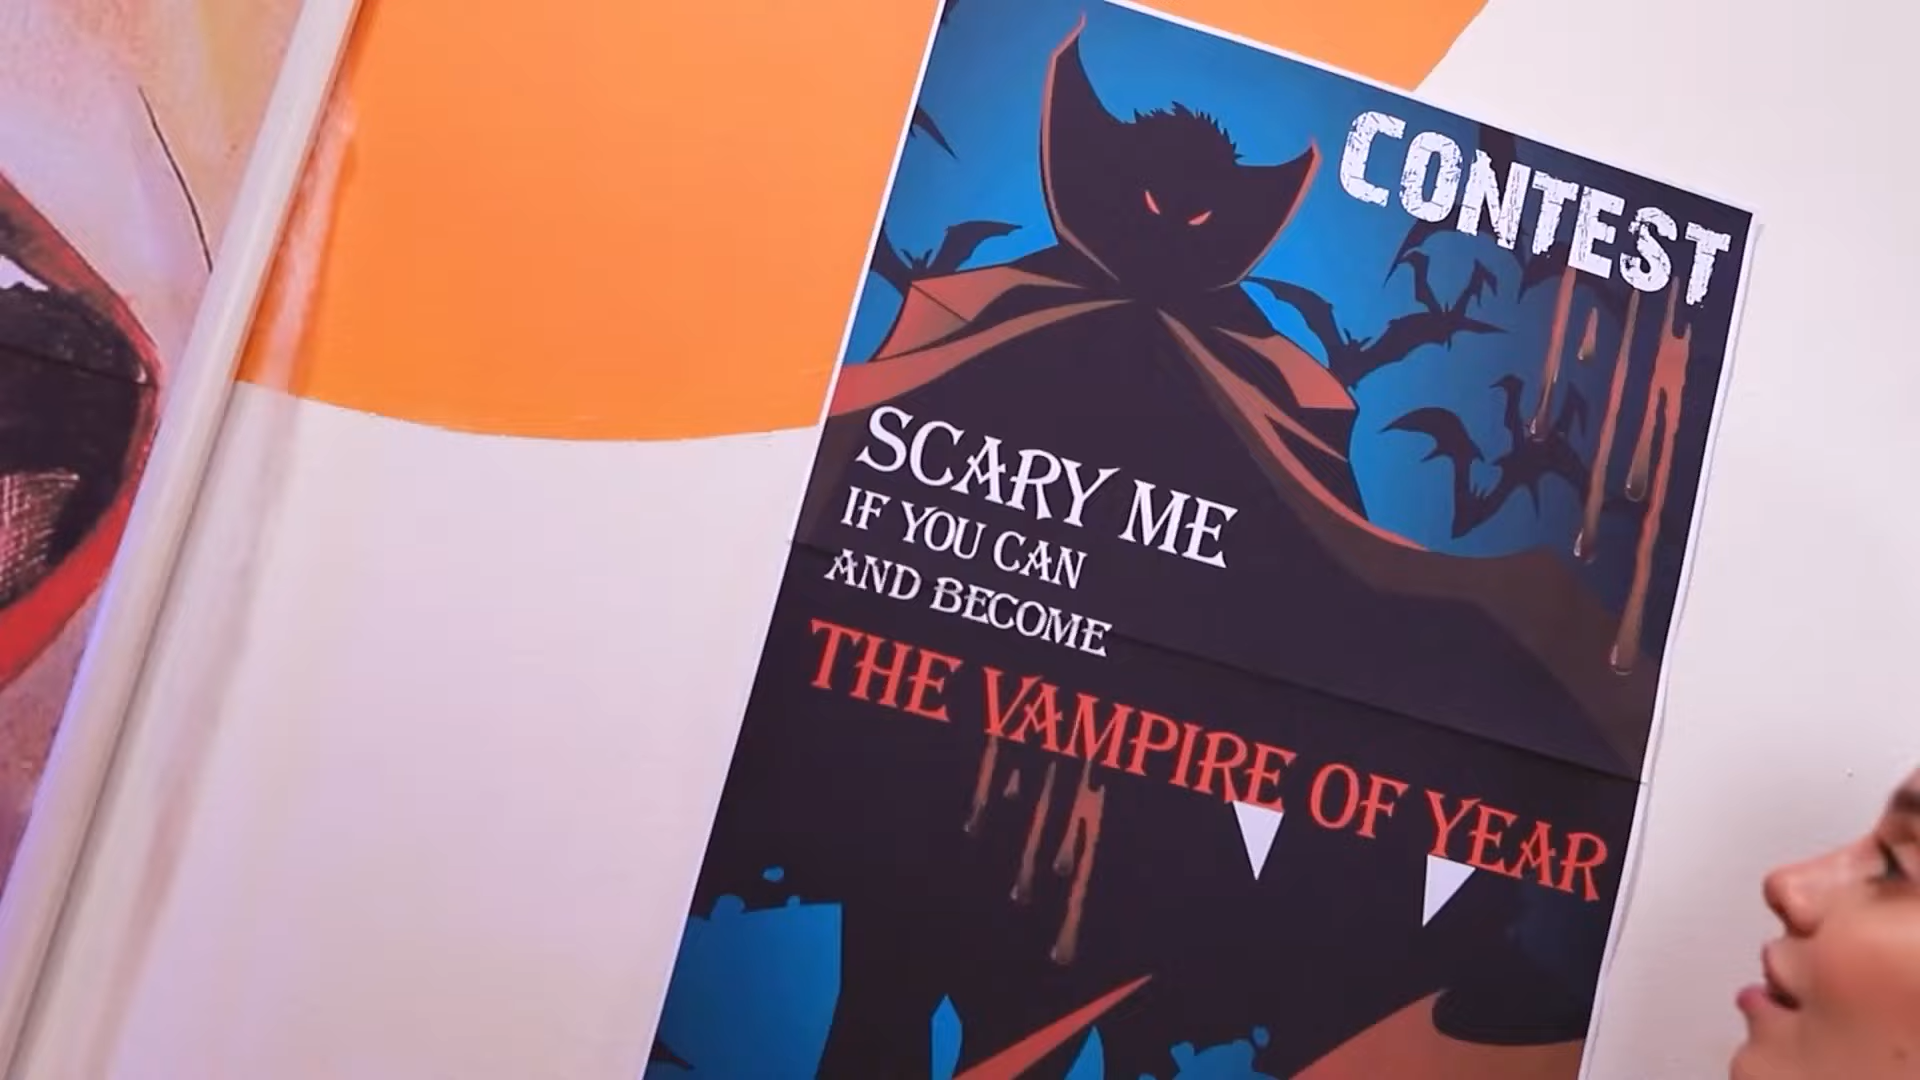 CONTEST
SCARY ME
IF YOU CAN
AND BECOME
THE VAMPIRE OF YEAR